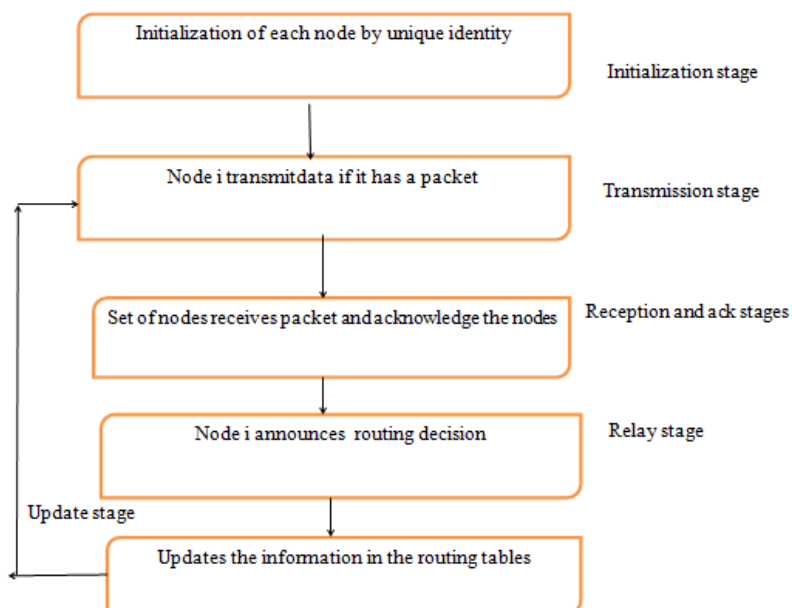 Initialization of each node by unique identity
Initialization stage
Node i transmitdata if it has a packet
Transmission stage
Set of nodes receives packet and acknowledge the nodes
Reception and ack stages
Node i announces routing decision
Relay stage
Update stage
Updates the information in the routing tables